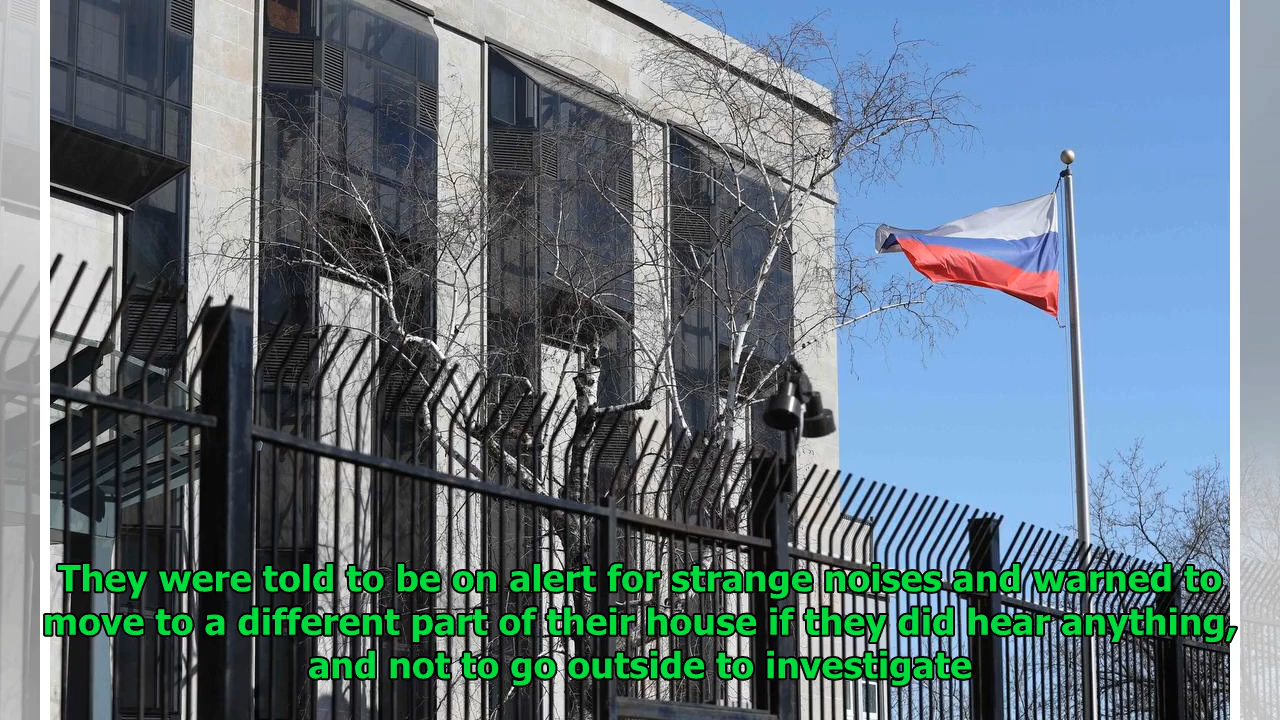 They were told to be on alert for strange noises and warned to
move to a different part of their house if they did hear anything,
and not to go outside to investigate